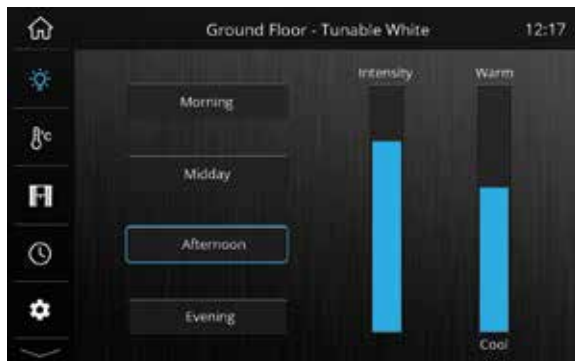 Ground Floor - Tunable White 12:17
Intensity Warm
Morning
°C
Midday
Afternoon
Evening
Cool